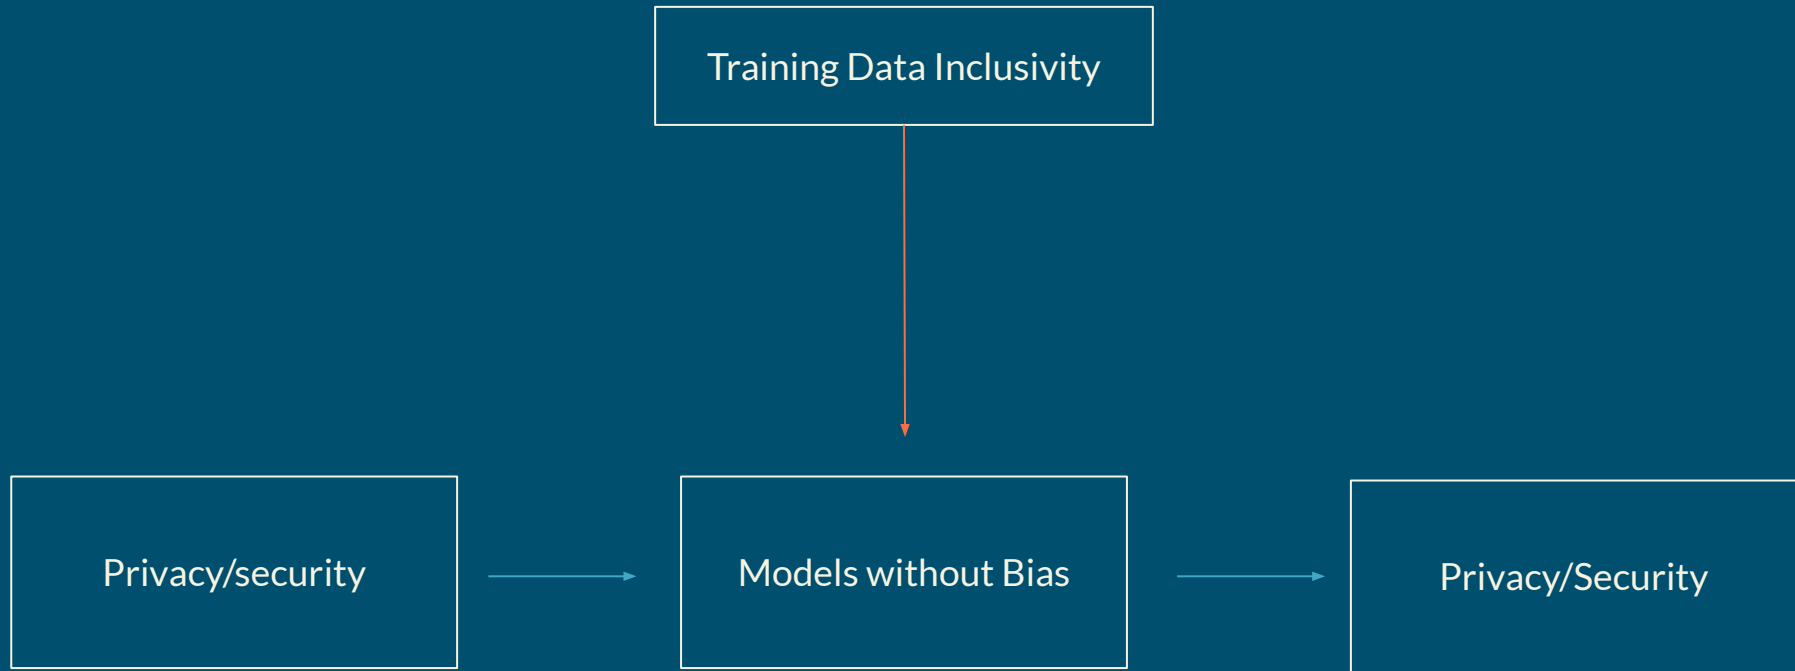 Training Data Inclusivity
Privacy/security
Models without Bias
Privacy/Security